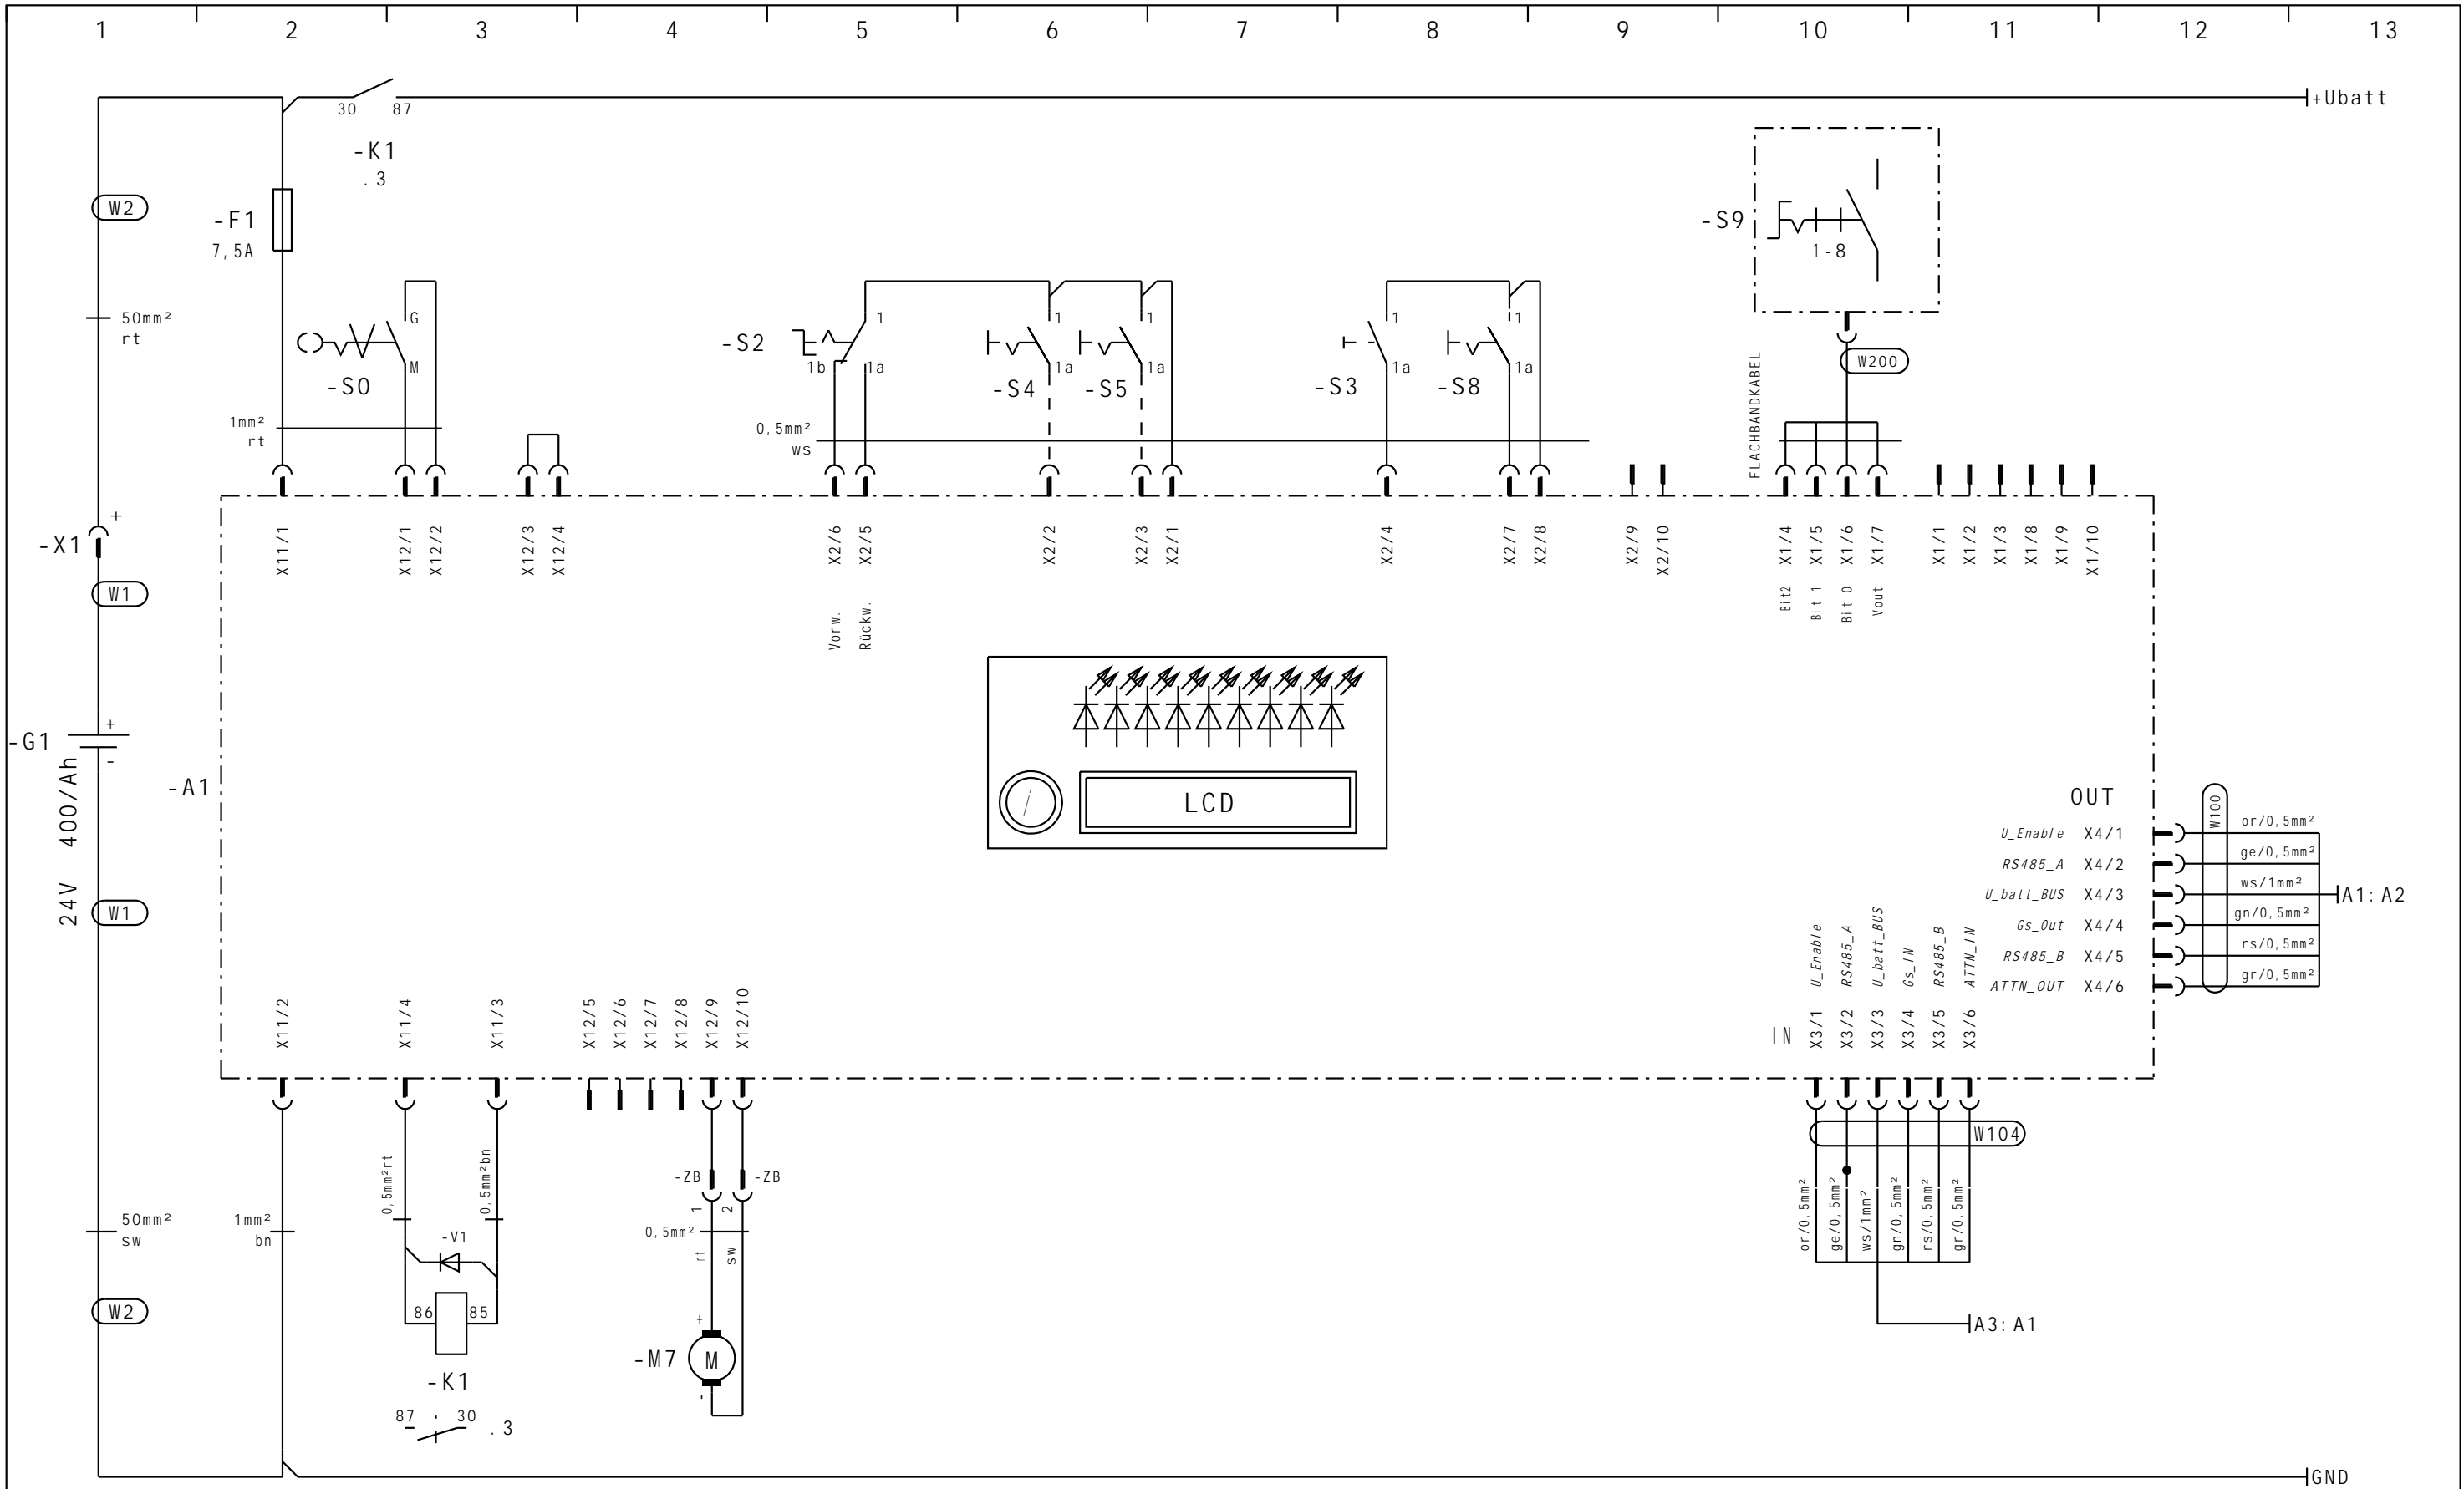 1 2 3 4 5 6 7 8 9 10 11 12 13
30 87
+Ubatt
-K1
.3
W2
-F1
7,5A
-S9
1-8
50mm²
rt
G
M
-S0
-S2
1
1b
1a
1
1a
-S4
1
1a
-S5
1
1a
-S3
1
1a
-S8
W200
FLACHBANDKABEL
1mm²
rt
0,5mm²
ws
+
-X1
X11/1
X12/1
X12/2
X12/3
X12/4
X2/6
X2/5
X2/2
X2/3
X2/1
X2/4
X2/7
X2/8
X2/9
X2/10
X1/4
X1/5
X1/6
X1/7
X1/1
X1/2
X1/3
X1/8
X1/9
X1/10
W1
Vorw.
Rückw.
Bit2
Bit 1
Bit 0
Vout
+
-G1
-
24V 400/Ah
-A1
LCD
W1
OUT
U_Enable X4/1
RS485_A X4/2
U_batt_BUS X4/3
Gs_Out X4/4
RS485_B X4/5
ATTN_OUT X4/6
W100
or/0,5mm²
ge/0,5mm²
ws/1mm²
gn/0,5mm²
rs/0,5mm²
gr/0,5mm²
A1:A2
X11/2
X11/4
X11/3
X12/5
X12/6
X12/7
X12/8
X12/9
X12/10
IN
X3/1 U_Enable
X3/2 RS485_A
X3/3 U_batt_BUS
X3/4 Gs_IN
X3/5 RS485_B
X3/6 ATTN_IN
W104
0,5mm²rt
0,5mm²bn
-ZB
-ZB
1
2
or/0,5mm²
ge/0,5mm²
ws/1mm²
gn/0,5mm²
rs/0,5mm²
gr/0,5mm²
50mm²
sw
1mm²
bn
-V1
0,5mm²
rt
sw
W2
86
85
+
-M7
M
-
A3:A1
-K1
87 30
.3
GND